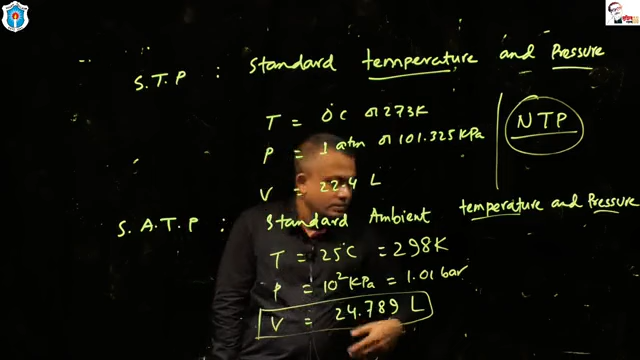 S.T.P : Standard temperature and Pressure
T = 0°C or 273K
P = 1 atm or 101.325 KPa
NTP
V = 22.4 L
S.A.T.P : Standard Ambient temperature and Pressure
T = 25°C = 298K
P = 10² KPa = 1.01 bar
V = 24.789 L